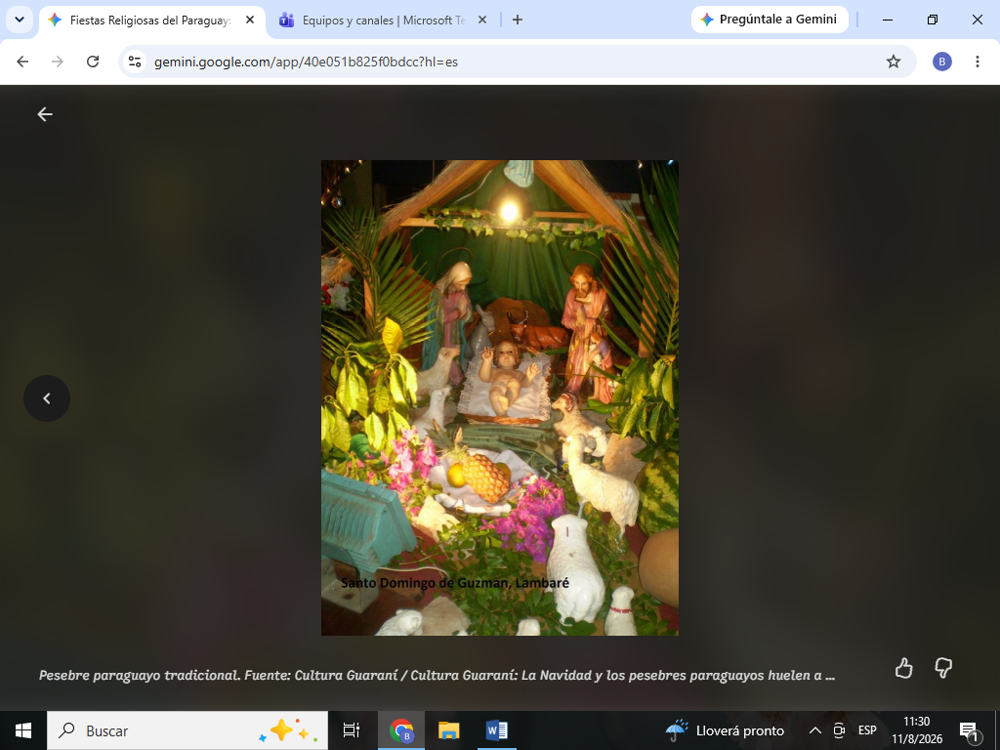 Fiestas Religiosas del Paraguay:
Equipos y canales | Microsoft Te
Pregúntale a Gemini
gemini.google.com/app/40e051b825f0bdcc?hl=es
B
Santo Domingo de Guzman, Lambaré
Pesebre paraguayo tradicional. Fuente: Cultura Guaraní / Cultura Guaraní: La Navidad y los pesebres paraguayos huelen a ...
Buscar
B
Lloverá pronto
ESP
11:30
11/8/2026
1